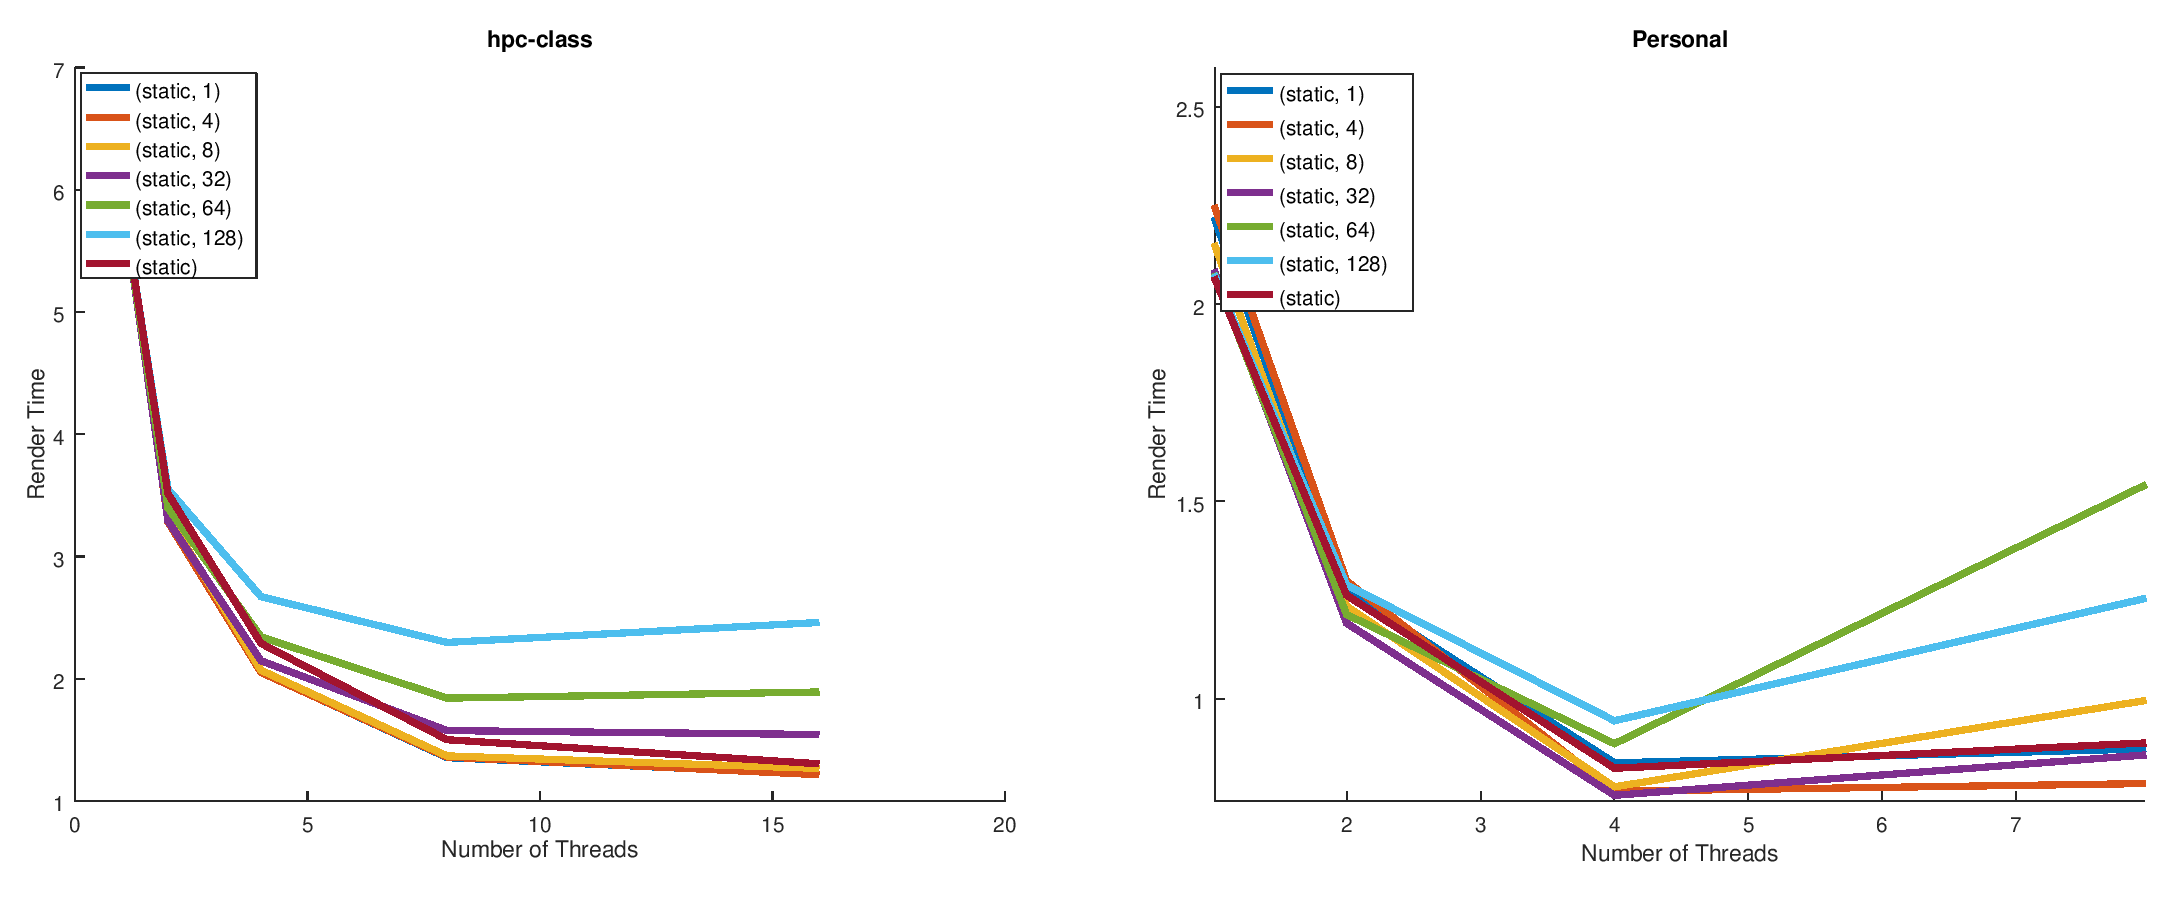 hpc-class
7
6
5
4
3
2
1
Render Time
(static, 1)
(static, 4)
(static, 8)
(static, 32)
(static, 64)
(static, 128)
(static)
0 5 10 15 20
Number of Threads
Personal
2.5
2
1.5
1
Render Time
(static, 1)
(static, 4)
(static, 8)
(static, 32)
(static, 64)
(static, 128)
(static)
2 3 4 5 6 7
Number of Threads